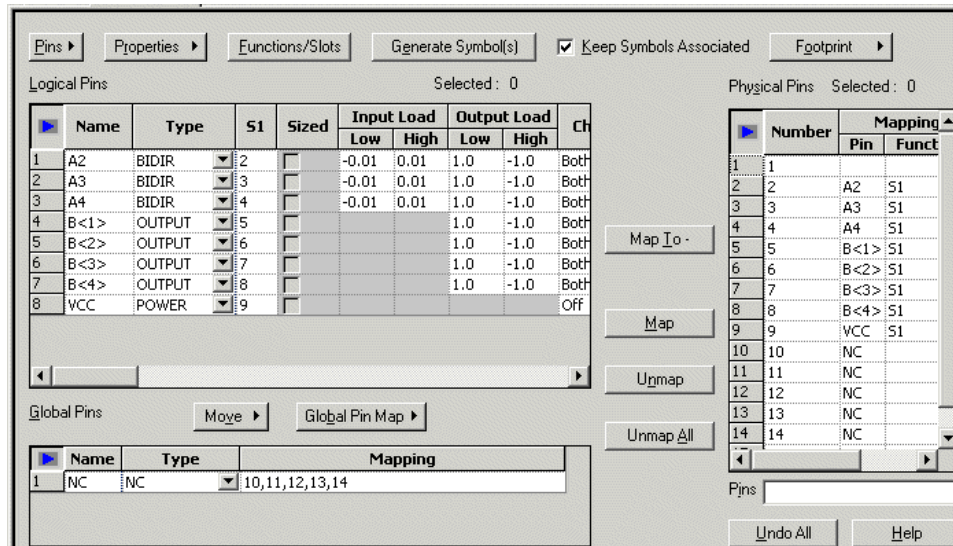 Pins Properties Functions/Slots Generate Symbol(s) Keep Symbols Associated Footprint
Logical Pins Selected: 0
Name Type S1 Sized Input Load Output Load Ch
Low High Low High
1 A2 BIDIR 2 -0.01 0.01 1.0 -1.0 Both
2 A3 BIDIR 3 -0.01 0.01 1.0 -1.0 Both
3 A4 BIDIR 4 -0.01 0.01 1.0 -1.0 Both
4 B<1> OUTPUT 5 1.0 -1.0 Both
5 B<2> OUTPUT 6 1.0 -1.0 Both
6 B<3> OUTPUT 7 1.0 -1.0 Both
7 B<4> OUTPUT 8 1.0 -1.0 Both
8 VCC POWER 9 Off
Map To -
Map
Unmap
Unmap All
Physical Pins Selected: 0
Number Mapping
Pin Funct
1 1
2 2 A2 S1
3 3 A3 S1
4 4 A4 S1
5 5 B<1> S1
6 6 B<2> S1
7 7 B<3> S1
8 8 B<4> S1
9 9 VCC S1
10 10 NC
11 11 NC
12 12 NC
13 13 NC
14 14 NC
Global Pins Move Global Pin Map
Name Type Mapping
1 NC NC 10,11,12,13,14
Pins
Undo All Help